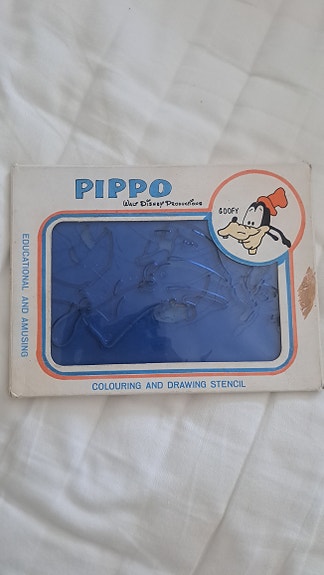 PIPPO
WALT DISNEY PRODUCTIONS
GOOFY
EDUCATIONAL AND AMUSING
COLOURING AND DRAWING STENCIL